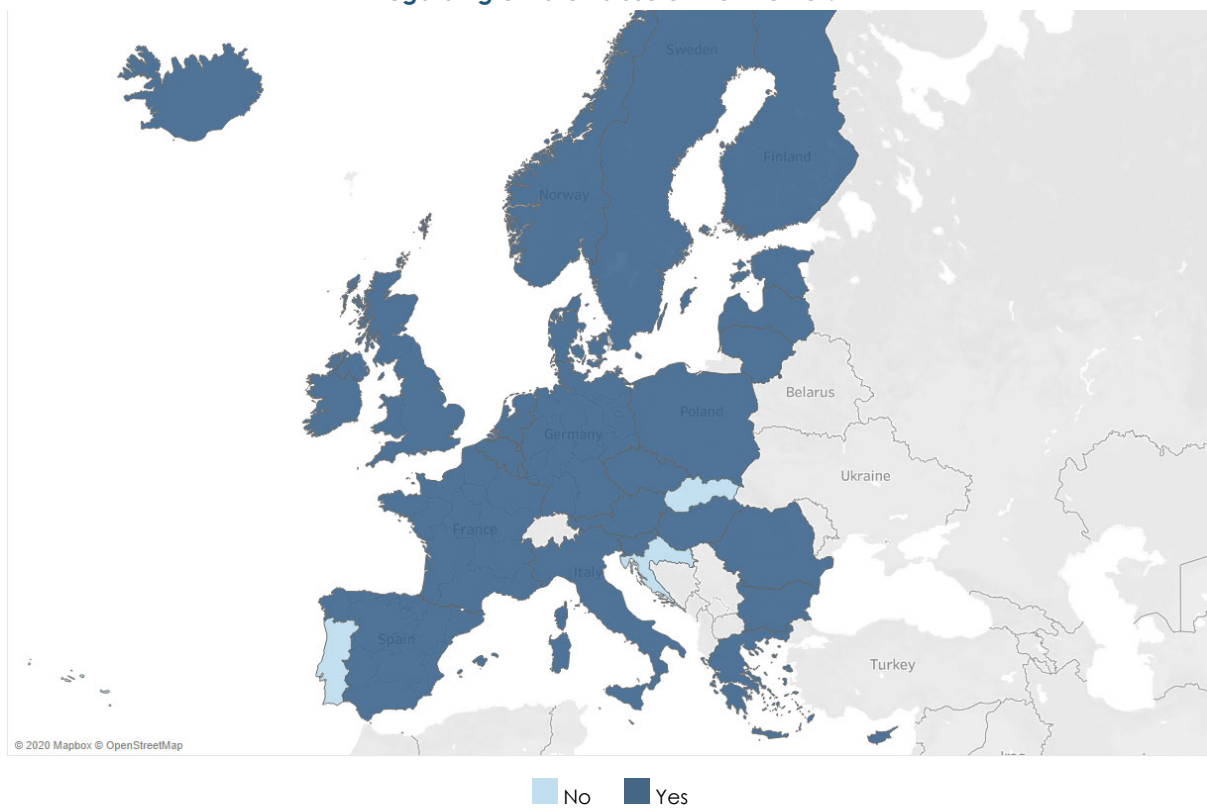 Sweden
Finland
Norway
Belarus
Poland
Germany
Ukraine
France
Italy
Spain
Turkey
© 2020 Mapbox © OpenStreetMap
No Yes